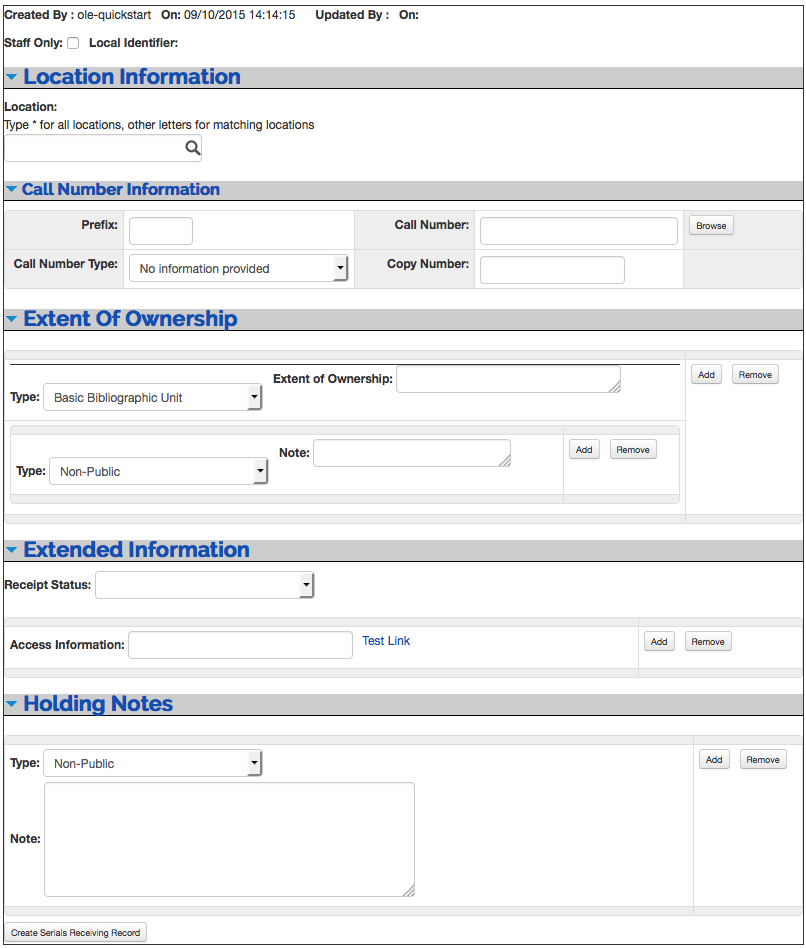 Created By : ole-quickstart On: 09/10/2015 14:14:15 Updated By : On:
Staff Only: Local Identifier:
Location Information
Location:
Type * for all locations, other letters for matching locations
Call Number Information
Prefix: Call Number: Browse
Call Number Type: No information provided Copy Number:
Extent Of Ownership
Type: Basic Bibliographic Unit Extent of Ownership: Add Remove
Type: Non-Public Note: Add Remove
Extended Information
Receipt Status:
Access Information: Test Link Add Remove
Holding Notes
Type: Non-Public Add Remove
Note:
Create Serials Receiving Record